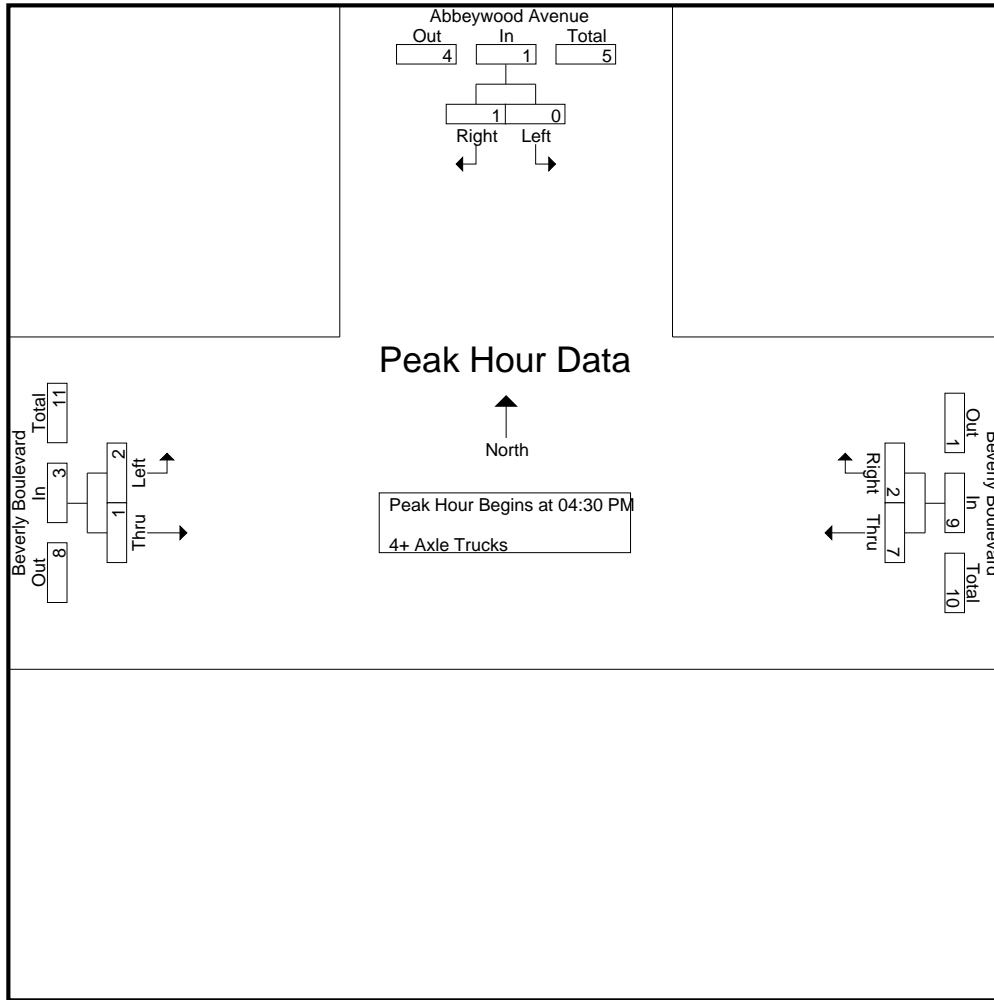 Abbeywood Avenue
Out In Total
4 1 5
1 0
Right Left
Peak Hour Data
North
Peak Hour Begins at 04:30 PM
4+ Axle Trucks
Beverly Boulevard
Out In Total
8 3 11
1 2
Thru Left
Beverly Boulevard
Out In Total
1 9 10
2 7
Right Thru